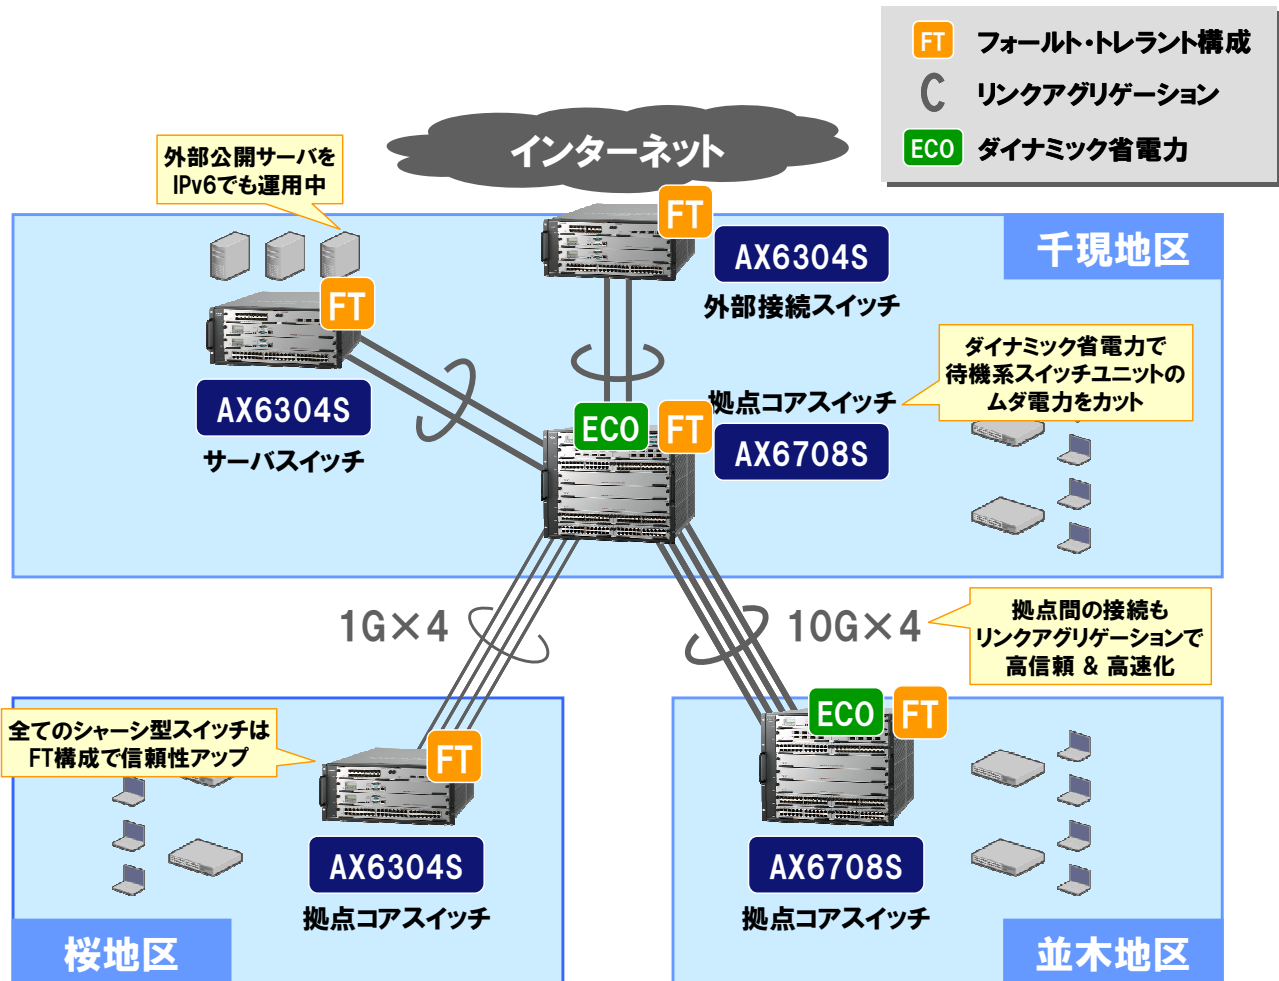 FT フォールト・トレラント構成
リンクアグリゲーション
ECO ダイナミック省電力
インターネット
外部公開サーバを
IPv6でも運用中
千現地区
FT
AX6304S
外部接続スイッチ
FT
AX6304S
サーバスイッチ
ダイナミック省電力で
待機系スイッチユニットの
ムダ電力をカット
拠点コアスイッチ
ECO FT
AX6708S
1G×4
10G×4
拠点間の接続も
リンクアグリゲーションで
高信頼 & 高速化
全てのシャーシ型スイッチは
FT構成で信頼性アップ
FT
AX6304S
拠点コアスイッチ
桜地区
ECO FT
AX6708S
拠点コアスイッチ
並木地区